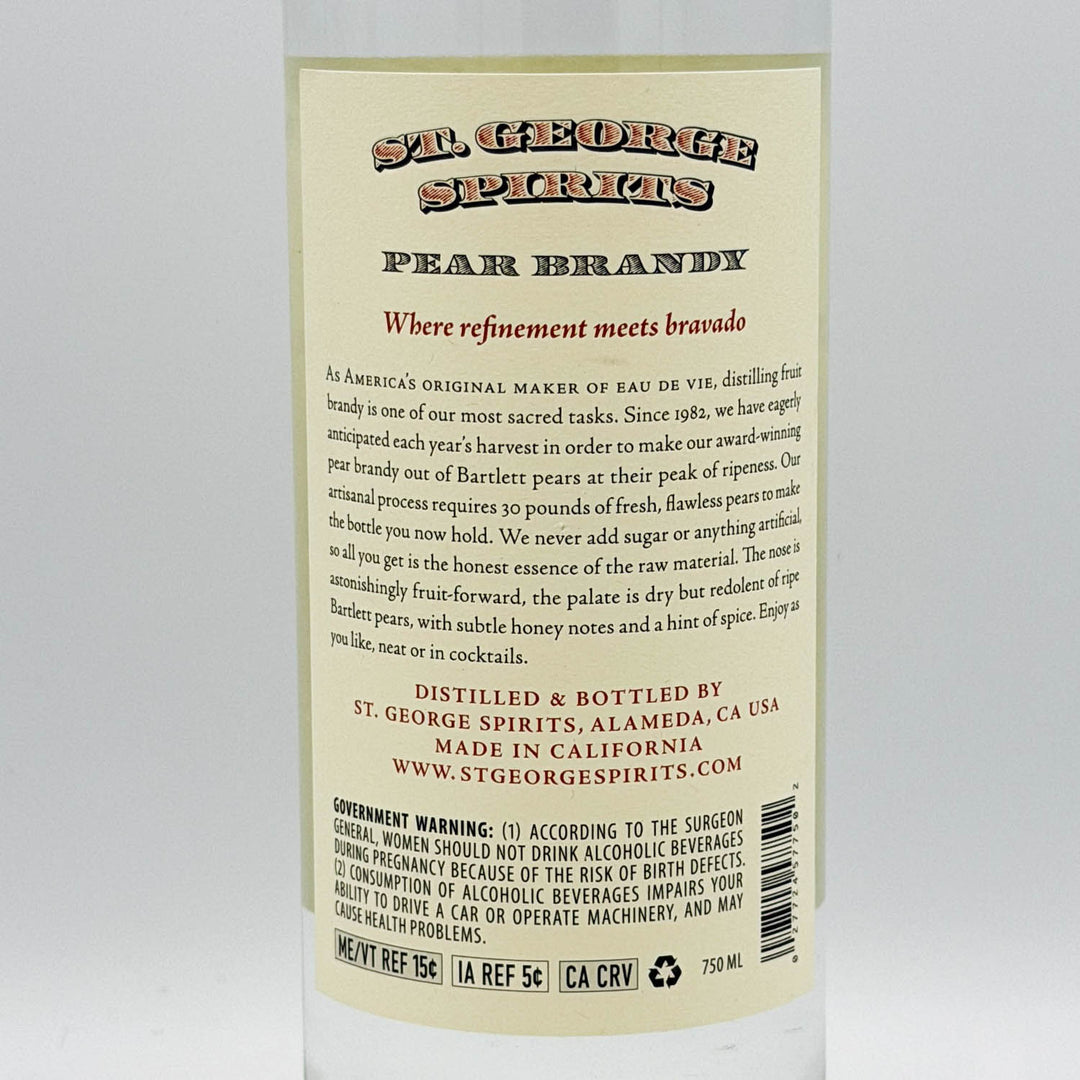 ST. GEORGE
SPIRITS
PEAR BRANDY
Where refinement meets bravado
As America's original maker of eau de vie, distilling fruit
brandy is one of our most sacred tasks. Since 1982, we have eagerly
anticipated each year's harvest in order to make our award-winning
pear brandy out of Bartlett pears at their peak of ripeness. Our
artisanal process requires 30 pounds of fresh, flawless pears to make
the bottle you now hold. We never add sugar or anything artificial,
so all you get is the honest essence of the raw material. The nose is
astonishingly fruit-forward, the palate is dry but redolent of ripe
Bartlett pears, with subtle honey notes and a hint of spice. Enjoy as
you like, neat or in cocktails.
DISTILLED & BOTTLED BY
ST. GEORGE SPIRITS, ALAMEDA, CA USA
MADE IN CALIFORNIA
WWW.STGEORGESPIRITS.COM
GOVERNMENT WARNING: (1) ACCORDING TO THE SURGEON
GENERAL, WOMEN SHOULD NOT DRINK ALCOHOLIC BEVERAGES
DURING PREGNANCY BECAUSE OF THE RISK OF BIRTH DEFECTS.
(2) CONSUMPTION OF ALCOHOLIC BEVERAGES IMPAIRS YOUR
ABILITY TO DRIVE A CAR OR OPERATE MACHINERY, AND MAY
CAUSE HEALTH PROBLEMS.
ME/VT REF 15¢ IA REF 5¢ CA CRV 750 ML
0 27724 57750 2